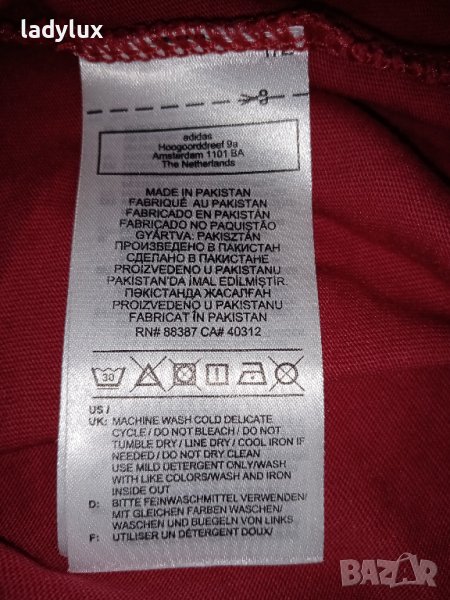 ladylux
adidas
Hoogoorddreef 9a
Amsterdam 1101 BA
The Netherlands
MADE IN PAKISTAN
FABRIQUÉ AU PAKISTAN
FABRICADO EN PAKISTÁN
FABRICADO NO PAQUISTÃO
GYÁRTVA: PAKISZTÁN
ПРОИЗВЕДЕНО В ПАКИСТАН
СДЕЛАНО В ПАКИСТАНЕ
PROIZVEDENO U PAKISTANU
PAKISTAN'DA İMAL EDİLMİŞTİR.
ПӘКІСТАНДА ЖАСАЛҒАН
PROIZVEDENO U PAKISTANU
FABRICAT ÎN PAKISTAN
RN# 88387 CA# 40312
30
US /
UK: MACHINE WASH COLD DELICATE
CYCLE / DO NOT BLEACH / DO NOT
TUMBLE DRY / LINE DRY / COOL IRON IF
NEEDED / DO NOT DRY CLEAN
USE MILD DETERGENT ONLY/WASH
WITH LIKE COLORS/WASH AND IRON
INSIDE OUT
D: BITTE FEINWASCHMITTEL VERWENDEN/
MIT GLEICHEN FARBEN WASCHEN/
WASCHEN UND BUEGELN VON LINKS.
F: UTILISER UN DÉTERGENT DOUX/
BAZAR